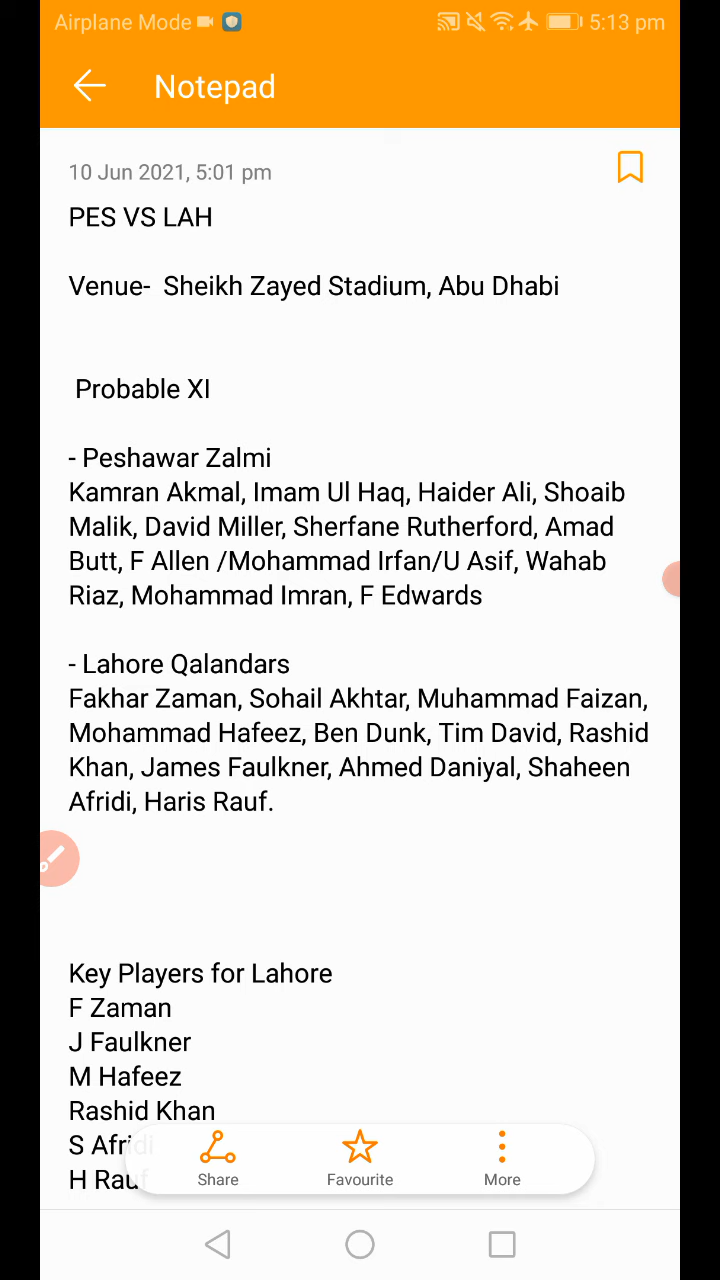 Airplane Mode 5:13 pm
Notepad
10 Jun 2021, 5:01 pm
PES VS LAH
Venue- Sheikh Zayed Stadium, Abu Dhabi
Probable XI
- Peshawar Zalmi
Kamran Akmal, Imam Ul Haq, Haider Ali, Shoaib
Malik, David Miller, Sherfane Rutherford, Amad
Butt, F Allen /Mohammad Irfan/U Asif, Wahab
Riaz, Mohammad Imran, F Edwards
- Lahore Qalandars
Fakhar Zaman, Sohail Akhtar, Muhammad Faizan,
Mohammad Hafeez, Ben Dunk, Tim David, Rashid
Khan, James Faulkner, Ahmed Daniyal, Shaheen
Afridi, Haris Rauf.
Key Players for Lahore
F Zaman
J Faulkner
M Hafeez
Rashid Khan
S Afridi
H Rauf
Share Favourite More